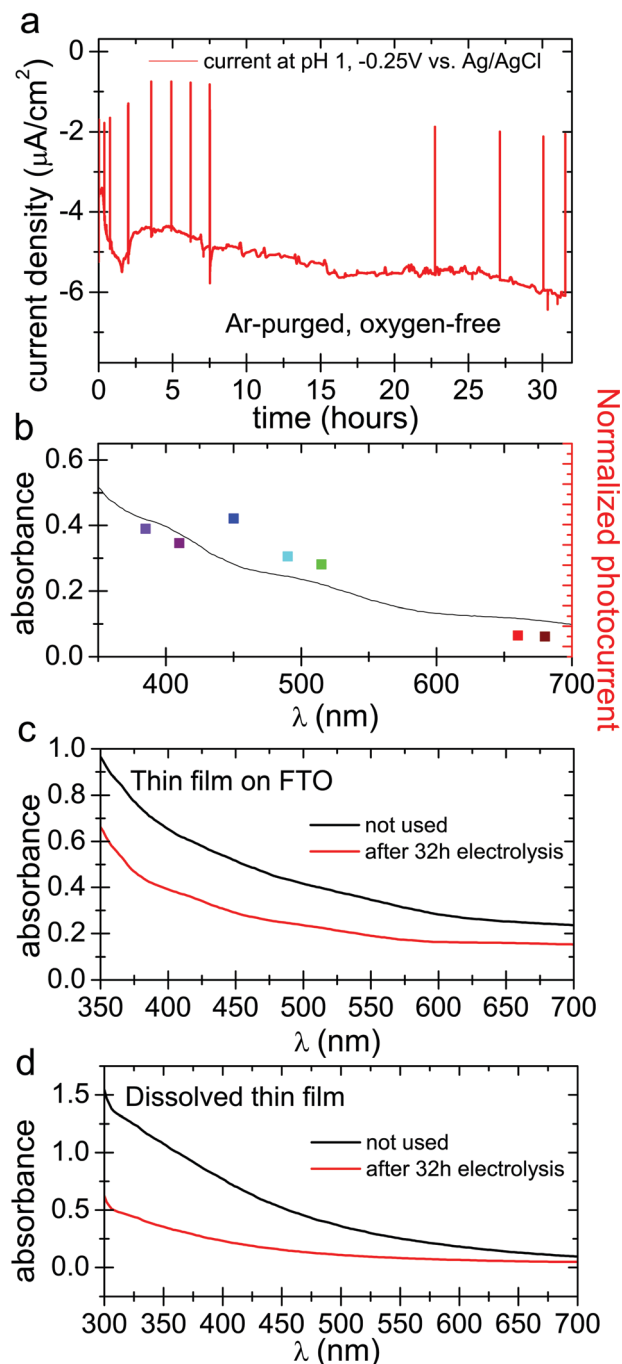 a
current at pH 1, -0.25V vs. Ag/AgCl
0
-2
-4
-6
current density (μA/cm²)
Ar-purged, oxygen-free
0 5 10 15 20 25 30
time (hours)
b
0.6
0.4
0.2
0.0
absorbance
Normalized photocurrent
400 500 600 700
λ (nm)
c
Thin film on FTO
not used
after 32h electrolysis
1.0
0.8
0.6
0.4
0.2
0.0
absorbance
350 400 450 500 550 600 650 700
λ (nm)
d
Dissolved thin film
not used
after 32h electrolysis
1.5
1.0
0.5
0.0
absorbance
300 350 400 450 500 550 600 650 700
λ (nm)